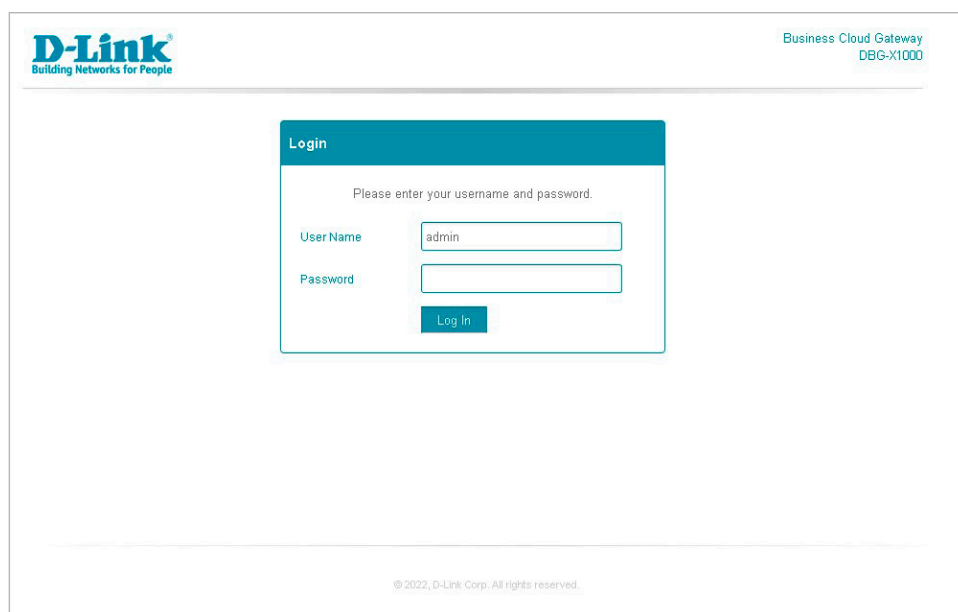 D-Link®
Building Networks for People
Business Cloud Gateway
DBG-X1000
Login
Please enter your username and password.
User Name
admin
Password
Log In
© 2022, D-Link Corp. All rights reserved.